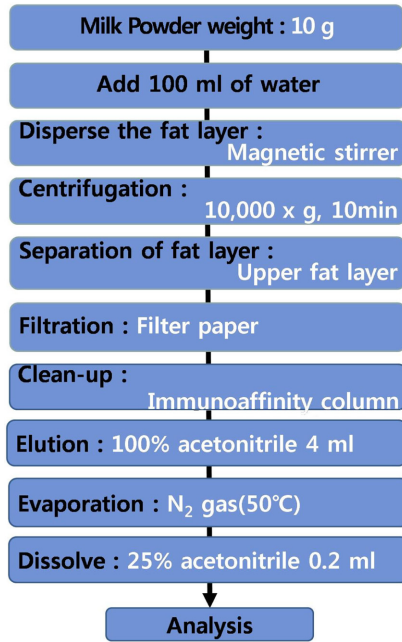 Milk Powder weight : 10 g
Add 100 ml of water
Disperse the fat layer :
Magnetic stirrer
Centrifugation :
10,000 x g, 10min
Separation of fat layer :
Upper fat layer
Filtration : Filter paper
Clean-up :
Immunoaffinity column
Elution : 100% acetonitrile 4 ml
Evaporation : N₂ gas(50℃)
Dissolve : 25% acetonitrile 0.2 ml
Analysis